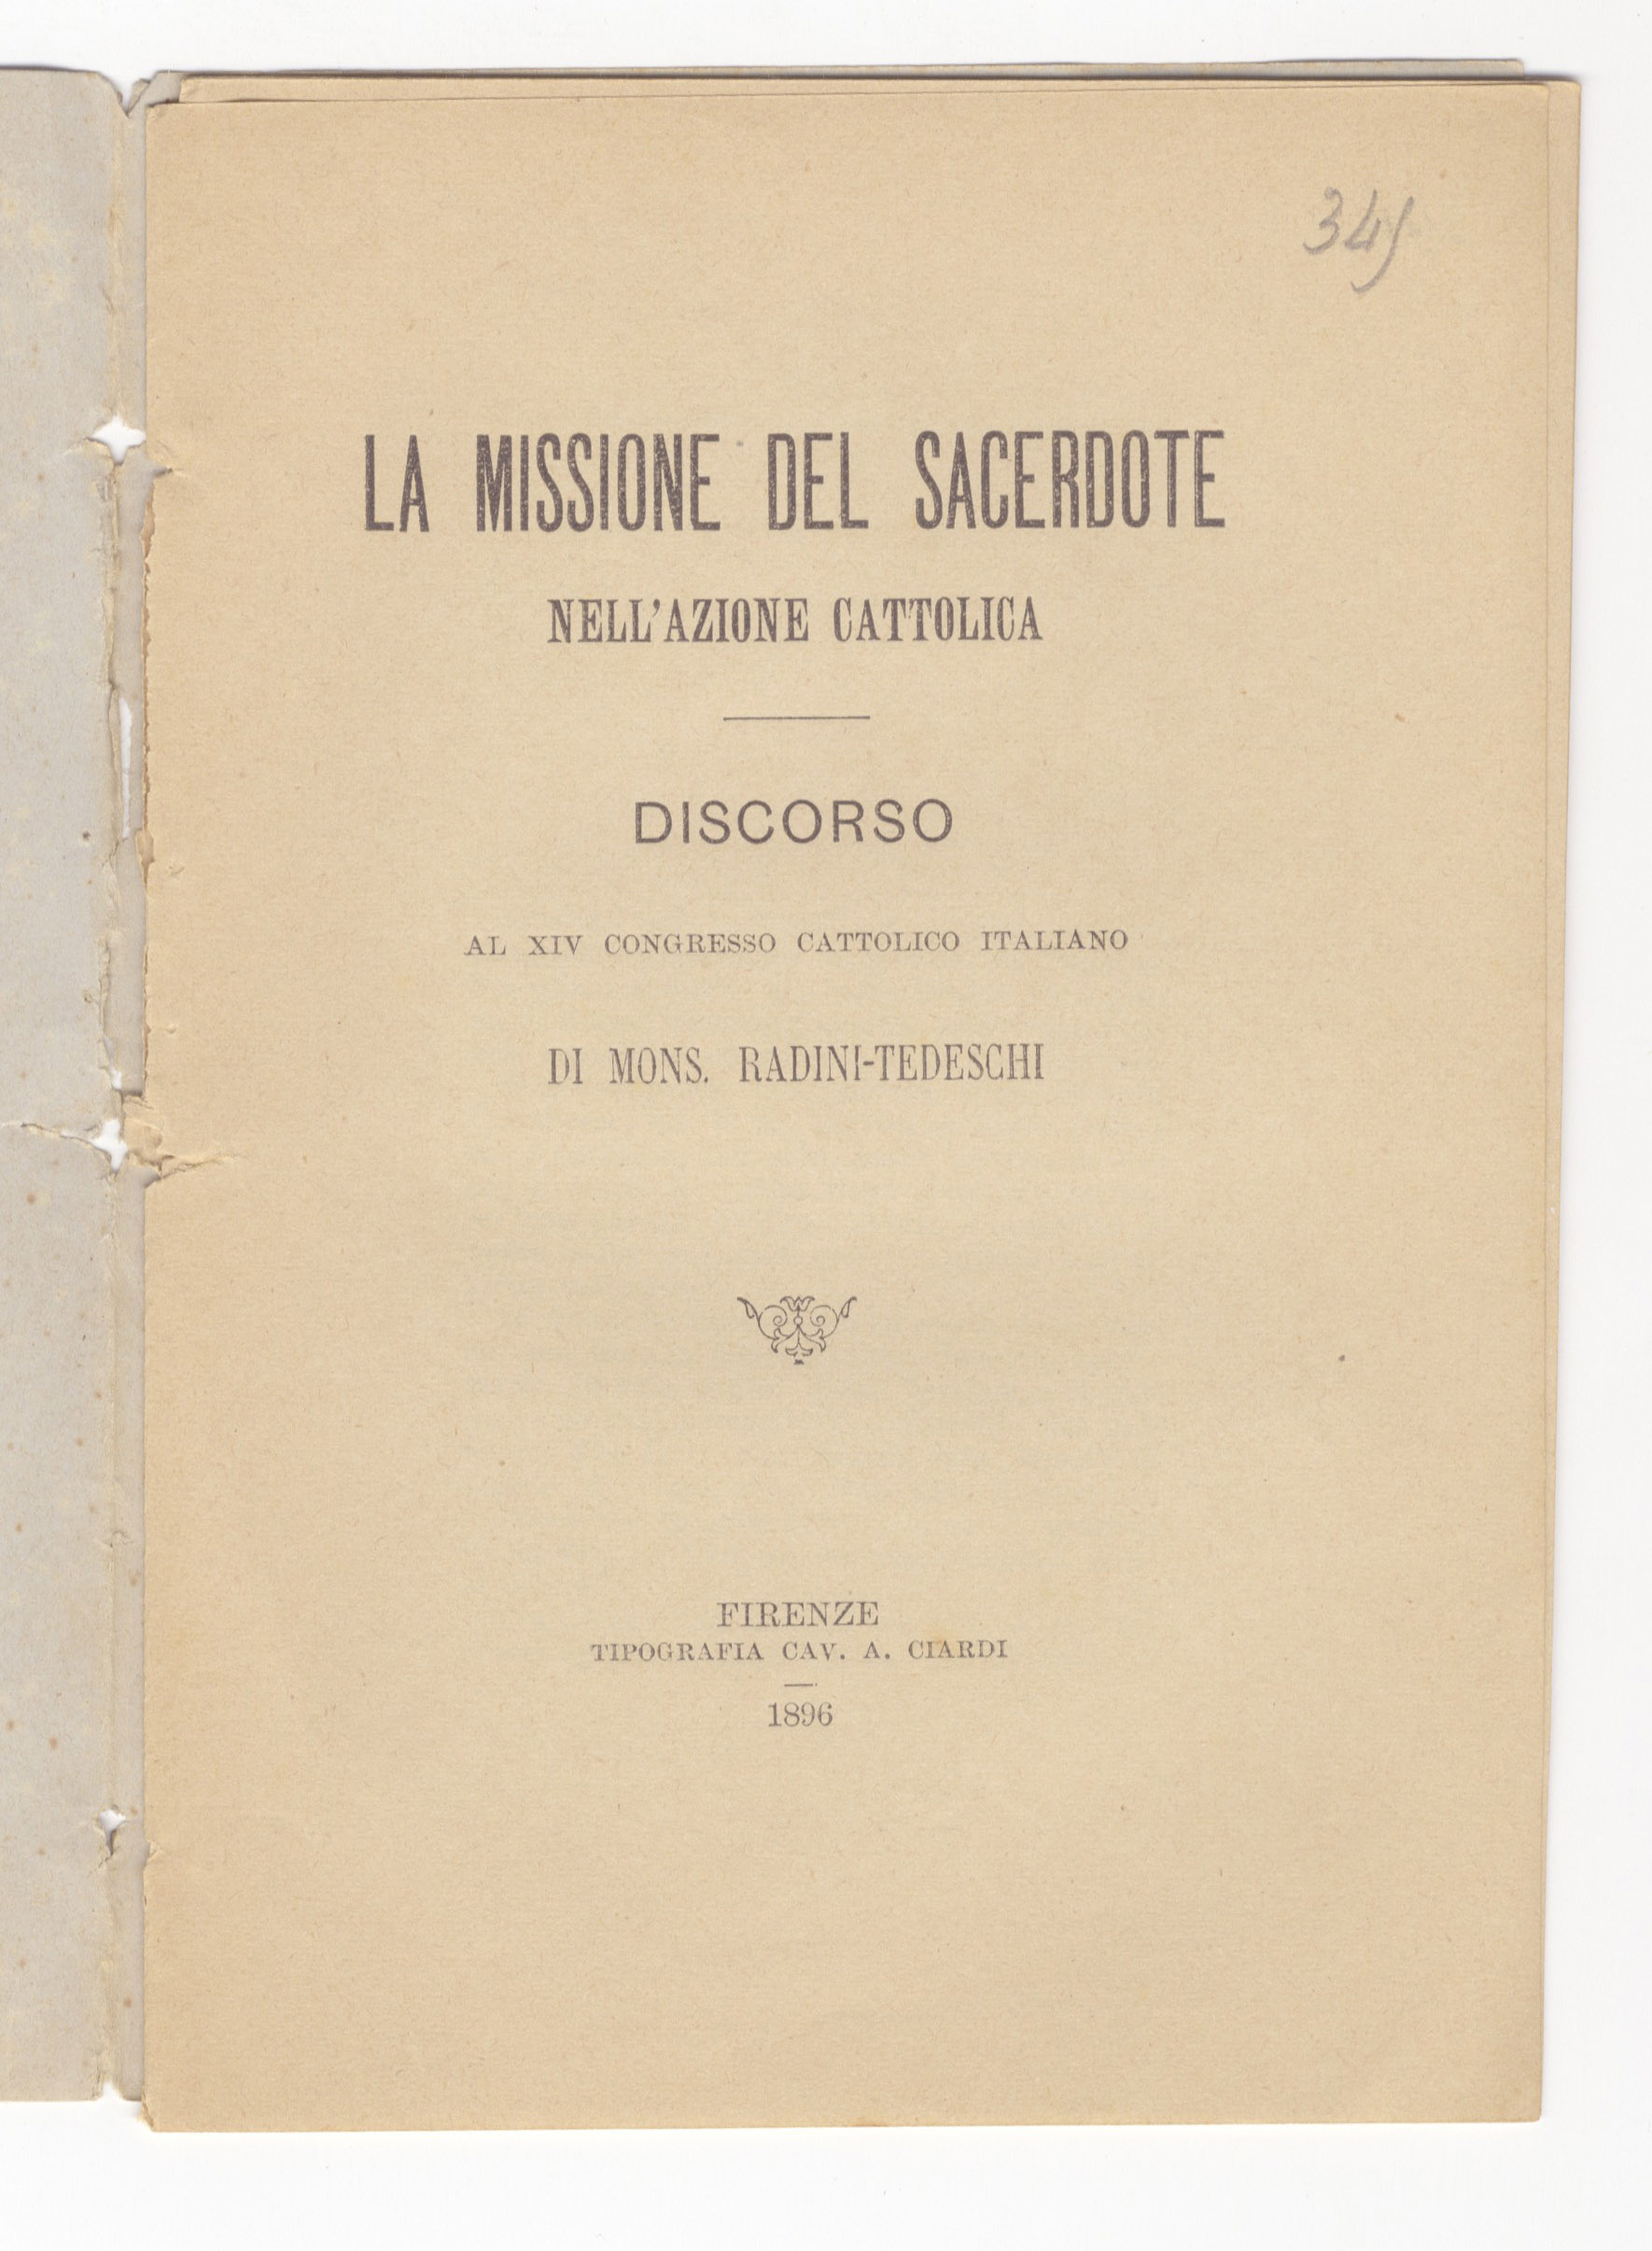 345
LA MISSIONE DEL SACERDOTE
NELL'AZIONE CATTOLICA
DISCORSO
AL XIV CONGRESSO CATTOLICO ITALIANO
DI MONS. RADINI-TEDESCHI
FIRENZE
TIPOGRAFIA CAV. A. CIARDI
1896